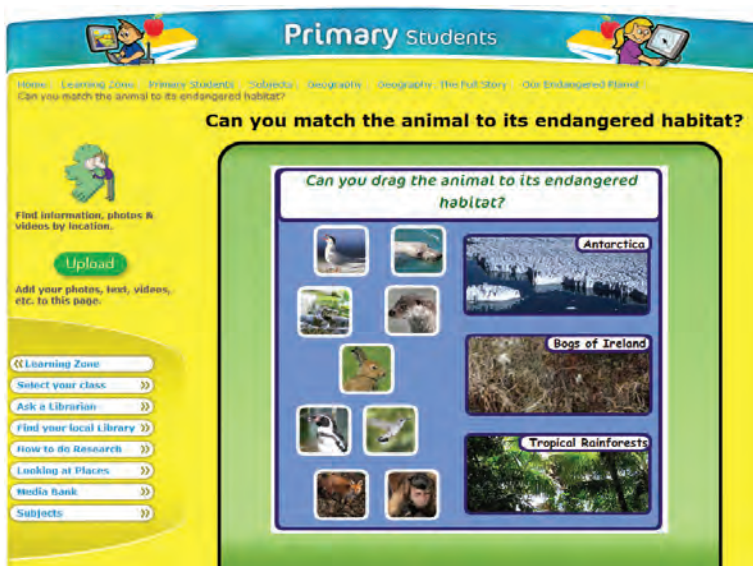 Primary Students
Home Learning Zone Primary Students Subjects Geography Geography The Full Story Our Endangered Planet
Can you match the animal to its endangered habitat?
Can you match the animal to its endangered habitat?
Find information, photos &
videos by location.
Upload
Add your photos, text, videos,
etc. to this page.
«Learning Zone
Select your class »
Ask a Librarian »
Find your local Library »
How to do Research »
Looking at Places »
Media Bank »
Subjects »
Can you drag the animal to its endangered
habitat?
Antarctica
Bogs of Ireland
Tropical Rainforests